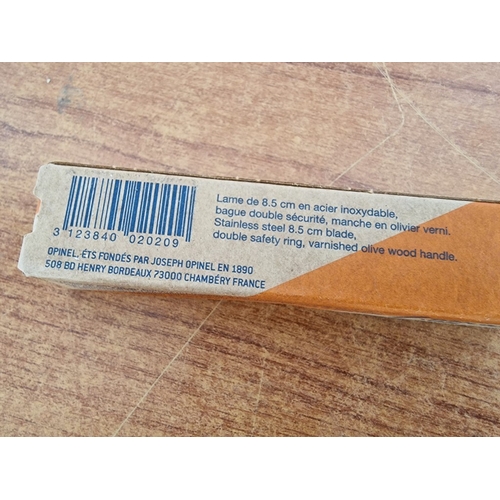 3 123840 020209
Lame de 8.5 cm en acier inoxydable,
bague double sécurité, manche en olivier verni.
Stainless steel 8.5 cm blade,
double safety ring, varnished olive wood handle.
OPINEL. ÉTS FONDÉS PAR JOSEPH OPINEL EN 1890
508 BD HENRY BORDEAUX 73000 CHAMBÉRY FRANCE